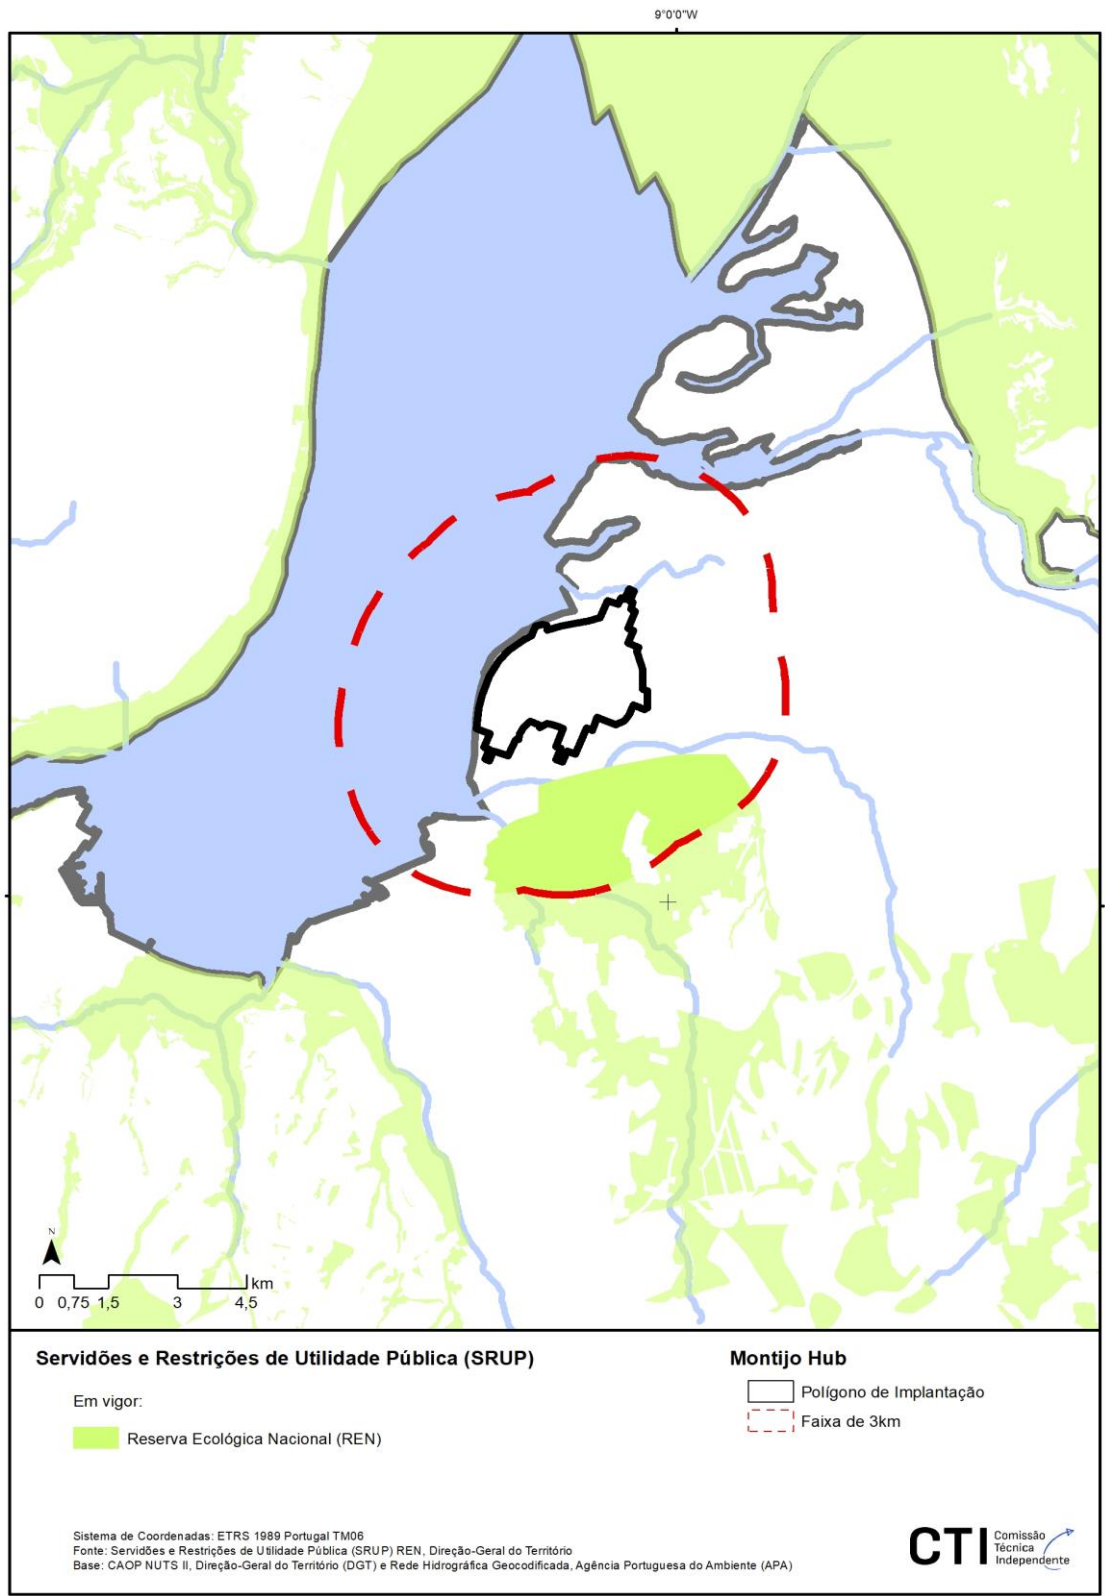 9°0'0"W
N
km
0 0,75 1,5 3 4,5
Servidões e Restrições de Utilidade Pública (SRUP)
Em vigor:
Reserva Ecológica Nacional (REN)
Montijo Hub
Polígono de Implantação
Faixa de 3km
Sistema de Coordenadas: ETRS 1989 Portugal TM06
Fonte: Servidões e Restrições de Utilidade Pública (SRUP) REN, Direção-Geral do Território
Base: CAOP NUTS II, Direção-Geral do Território (DGT) e Rede Hidrográfica Geocodificada, Agência Portuguesa do Ambiente (APA)
CTI
Comissão
Técnica
Independente